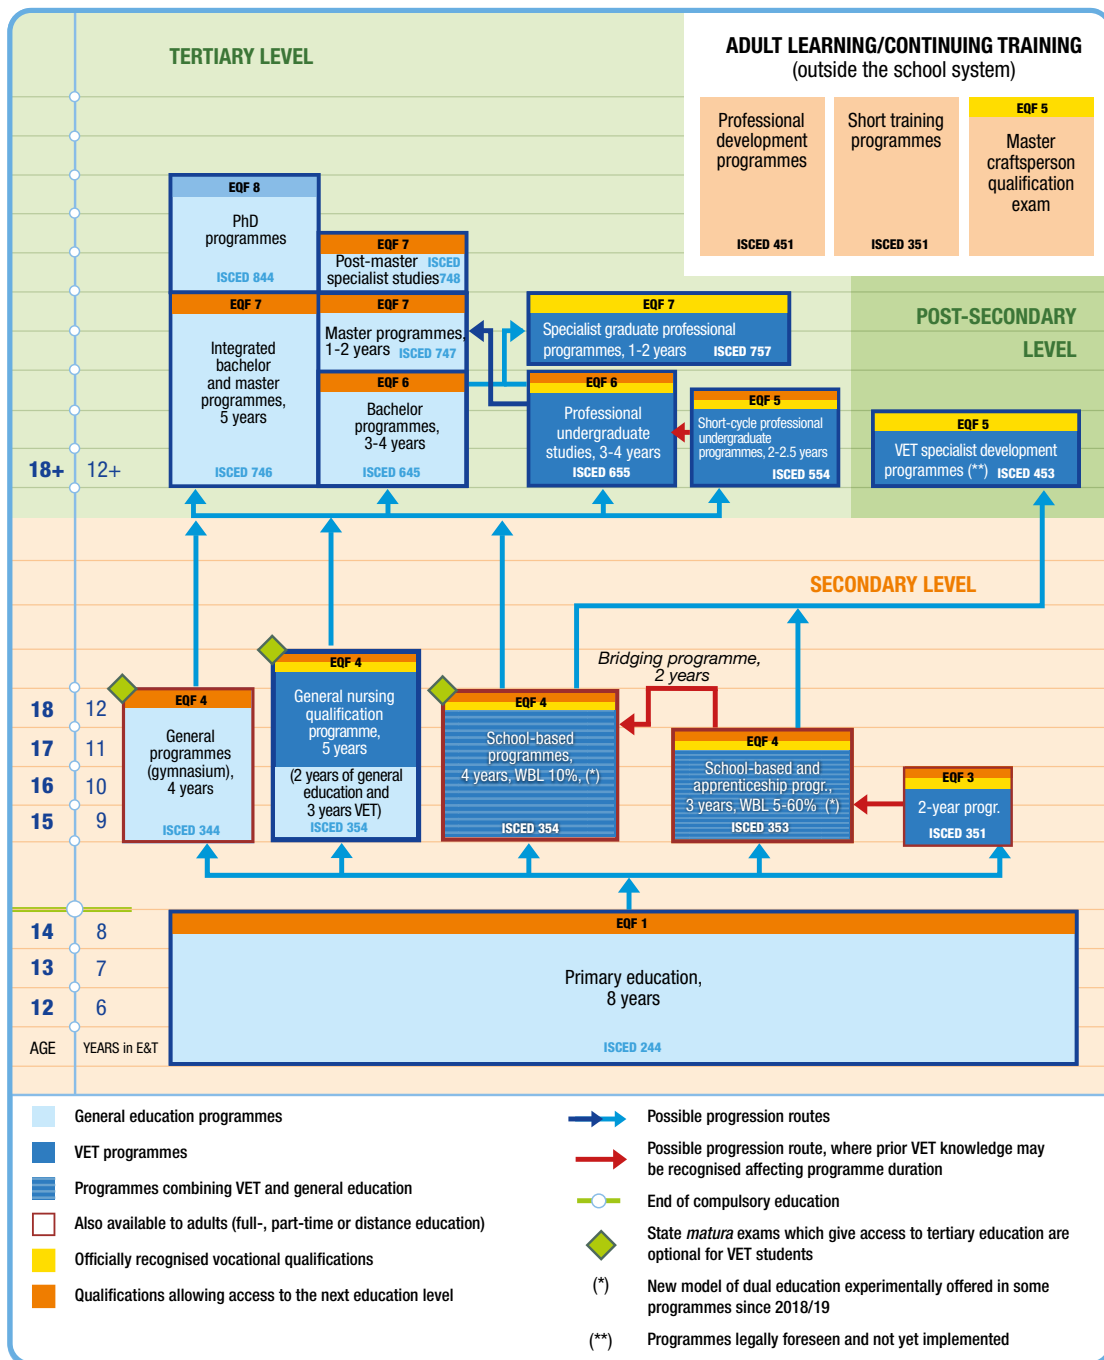 TERTIARY LEVEL
ADULT LEARNING/CONTINUING TRAINING
(outside the school system)
Professional
development
programmes
ISCED 451
Short training
programmes
ISCED 351
EQF 5
Master
craftsperson
qualification
exam
EQF 8
PhD
programmes
ISCED 844
EQF 7
Post-master ISCED
specialist studies 748
EQF 7
Integrated
bachelor
and master
programmes,
5 years
ISCED 746
EQF 7
Master programmes,
1-2 years ISCED 747
EQF 6
Bachelor
programmes,
3-4 years
ISCED 645
EQF 7
Specialist graduate professional
programmes, 1-2 years ISCED 757
EQF 6
Professional
undergraduate
studies, 3-4 years
ISCED 655
EQF 5
Short-cycle professional
undergraduate
programmes, 2-2.5 years
ISCED 554
POST-SECONDARY
LEVEL
EQF 5
VET specialist development
programmes (**) ISCED 453
18+ 12+
SECONDARY LEVEL
Bridging programme,
2 years
EQF 4
General
programmes
(gymnasium),
4 years
ISCED 344
EQF 4
General nursing
qualification
programme,
5 years
(2 years of general
education and
3 years VET)
ISCED 354
EQF 4
School-based
programmes,
4 years, WBL 10%, (*)
ISCED 354
EQF 4
School-based and
apprenticeship progr.,
3 years, WBL 5-60% (*)
ISCED 353
EQF 3
2-year progr.
ISCED 351
18 12
17 11
16 10
15 9
14 8
13 7
12 6
AGE YEARS in E&T
EQF 1
Primary education,
8 years
ISCED 244
General education programmes
VET programmes
Programmes combining VET and general education
Also available to adults (full-, part-time or distance education)
Officially recognised vocational qualifications
Qualifications allowing access to the next education level
Possible progression routes
Possible progression route, where prior VET knowledge may
be recognised affecting programme duration
End of compulsory education
State matura exams which give access to tertiary education are
optional for VET students
(*) New model of dual education experimentally offered in some
programmes since 2018/19
(**) Programmes legally foreseen and not yet implemented